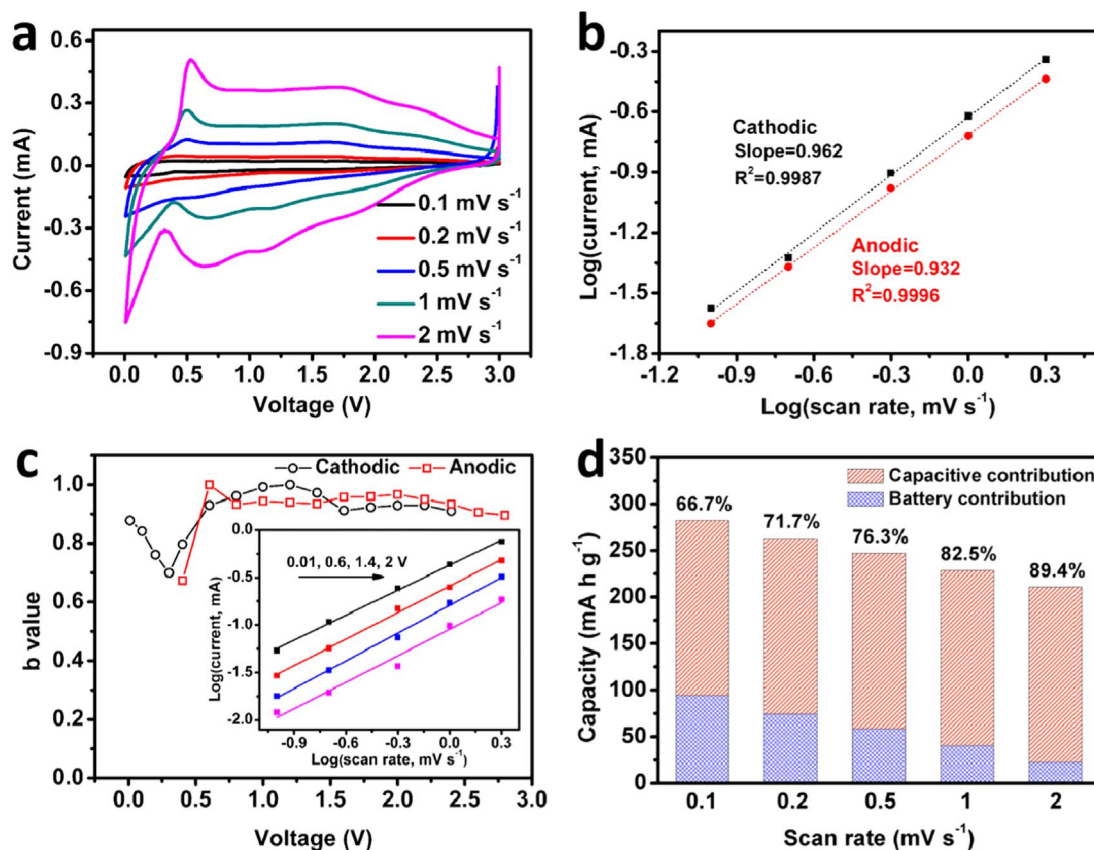 a
0.6
0.3
0.0
-0.3
-0.6
-0.9
Current (mA)
0.1 mV s⁻¹
0.2 mV s⁻¹
0.5 mV s⁻¹
1 mV s⁻¹
2 mV s⁻¹
0.0 0.5 1.0 1.5 2.0 2.5 3.0
Voltage (V)
b
-0.3
-0.6
-0.9
-1.2
-1.5
-1.8
Log(current, mA)
Cathodic
Slope=0.962
R²=0.9987
Anodic
Slope=0.932
R²=0.9996
-1.2 -0.9 -0.6 -0.3 0.0 0.3
Log(scan rate, mV s⁻¹)
c
Cathodic Anodic
1.0
0.8
0.6
0.4
0.2
0.0
b value
0.0
-0.5
-1.0
-1.5
-2.0
Log(current, mA)
0.01, 0.6, 1.4, 2 V
-0.9 -0.6 -0.3 0.0 0.3
Log(scan rate, mV s⁻¹)
0.0 0.5 1.0 1.5 2.0 2.5 3.0
Voltage (V)
d
350
300
250
200
150
100
50
0
Capacity (mA h g⁻¹)
Capacitive contribution
Battery contribution
66.7%
71.7%
76.3%
82.5%
89.4%
0.1 0.2 0.5 1 2
Scan rate (mV s⁻¹)